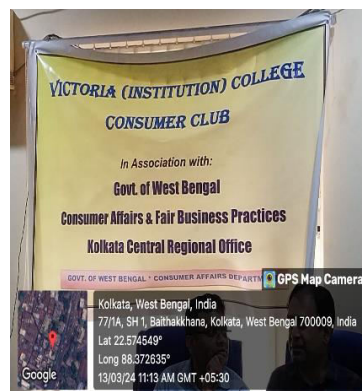 VICTORIA (INSTITUTION) COLLEGE
CONSUMER CLUB
In Association with:
Govt. of West Bengal
Consumer Affairs & Fair Business Practices
Kolkata Central Regional Office
GOVT. OF WEST BENGAL * CONSUMER AFFAIRS DEPARTM
GPS Map Camera
Kolkata, West Bengal, India
77/1A, SH 1, Baithakkhana, Kolkata, West Bengal 700009, India
Lat 22.574549°
Long 88.372635°
13/03/24 11:13 AM GMT +05:30
Google